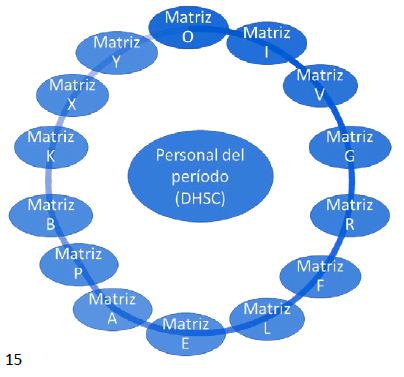 Matriz
O
Matriz
I
Matriz
V
Matriz
G
Matriz
R
Matriz
F
Matriz
L
Matriz
E
Matriz
A
Matriz
P
Matriz
B
Matriz
K
Matriz
X
Matriz
Y
Personal del
período
(DHSC)
15